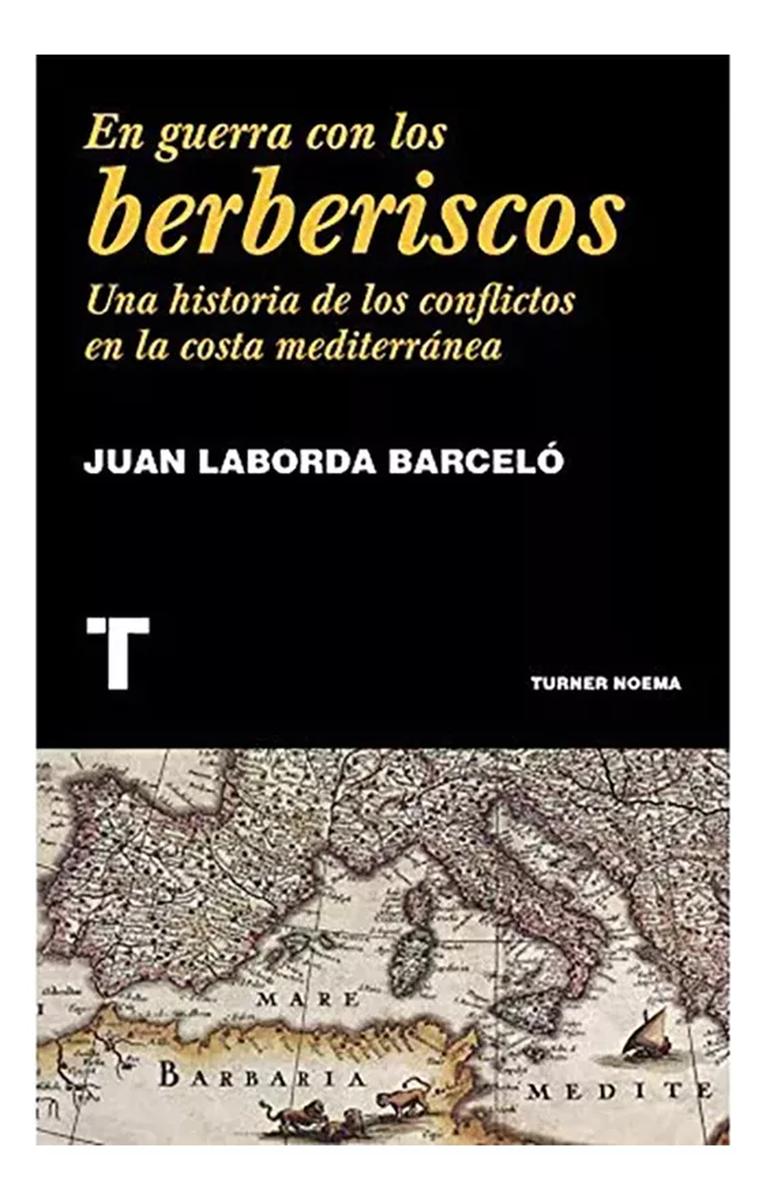 En guerra con los
berberiscos
Una historia de los conflictos
en la costa mediterránea
JUAN LABORDA BARCELÓ
T
TURNER NOEMA
MARE
BARBARIA
MEDITE